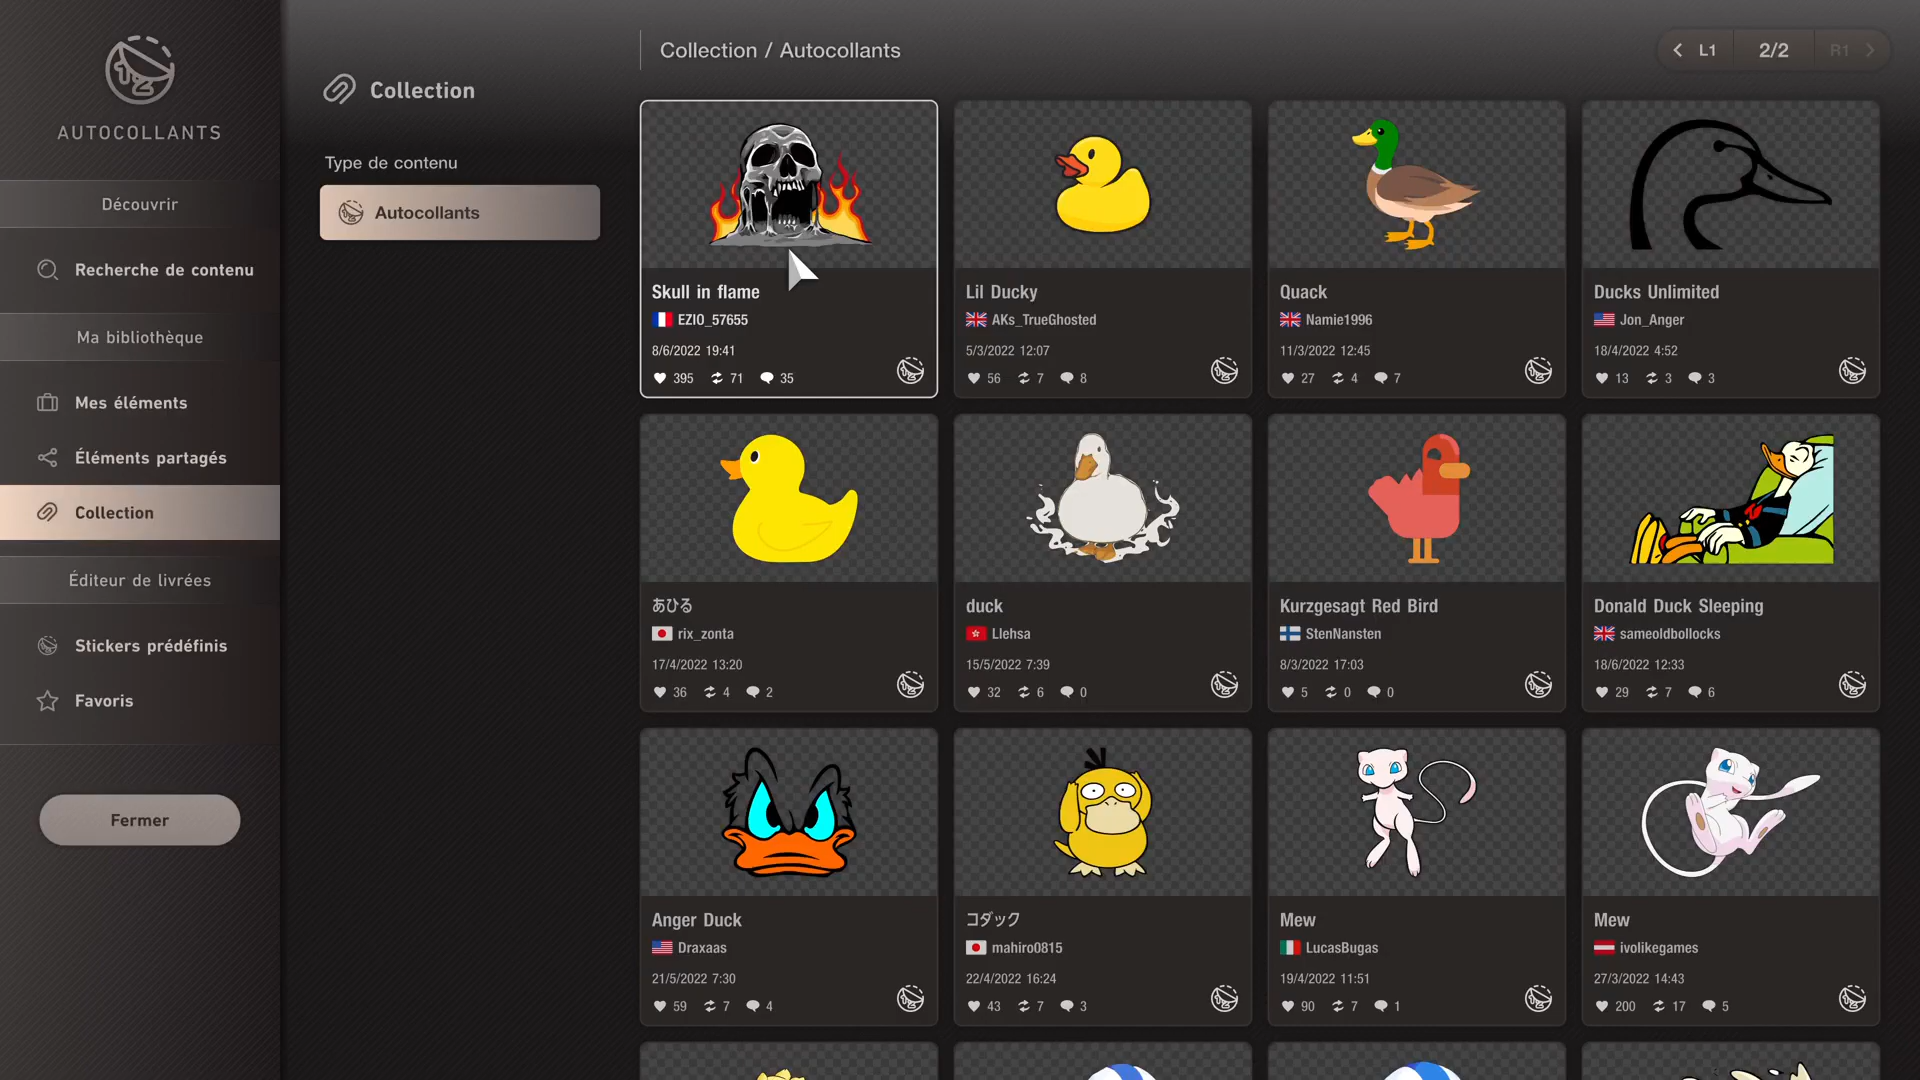 AUTOCOLLANTS
Découvrir
Recherche de contenu
Ma bibliothèque
Mes éléments
Éléments partagés
Collection
Éditeur de livrées
Stickers prédéfinis
Favoris
Fermer
Collection
Type de contenu
Autocollants
Collection / Autocollants
L1 2/2 R1
Skull in flame
EZIO_57655
8/6/2022 19:41
395 71 35
Lil Ducky
AKs_TrueGhosted
5/3/2022 12:07
56 7 8
Quack
Namie1996
11/3/2022 12:45
27 4 7
Ducks Unlimited
Jon_Anger
18/4/2022 4:52
13 3 3
あひる
rix_zonta
17/4/2022 13:20
36 4 2
duck
Llehsa
15/5/2022 7:39
32 6 0
Kurzgesagt Red Bird
StenNansten
8/3/2022 17:03
5 0 0
Donald Duck Sleeping
sameoldbollocks
18/6/2022 12:33
29 7 6
Anger Duck
Draxaas
21/5/2022 7:30
59 7 4
コダック
mahiro0815
22/4/2022 16:24
43 7 3
Mew
LucasBugas
19/4/2022 11:51
90 7 1
Mew
ivolikegames
27/3/2022 14:43
200 17 5